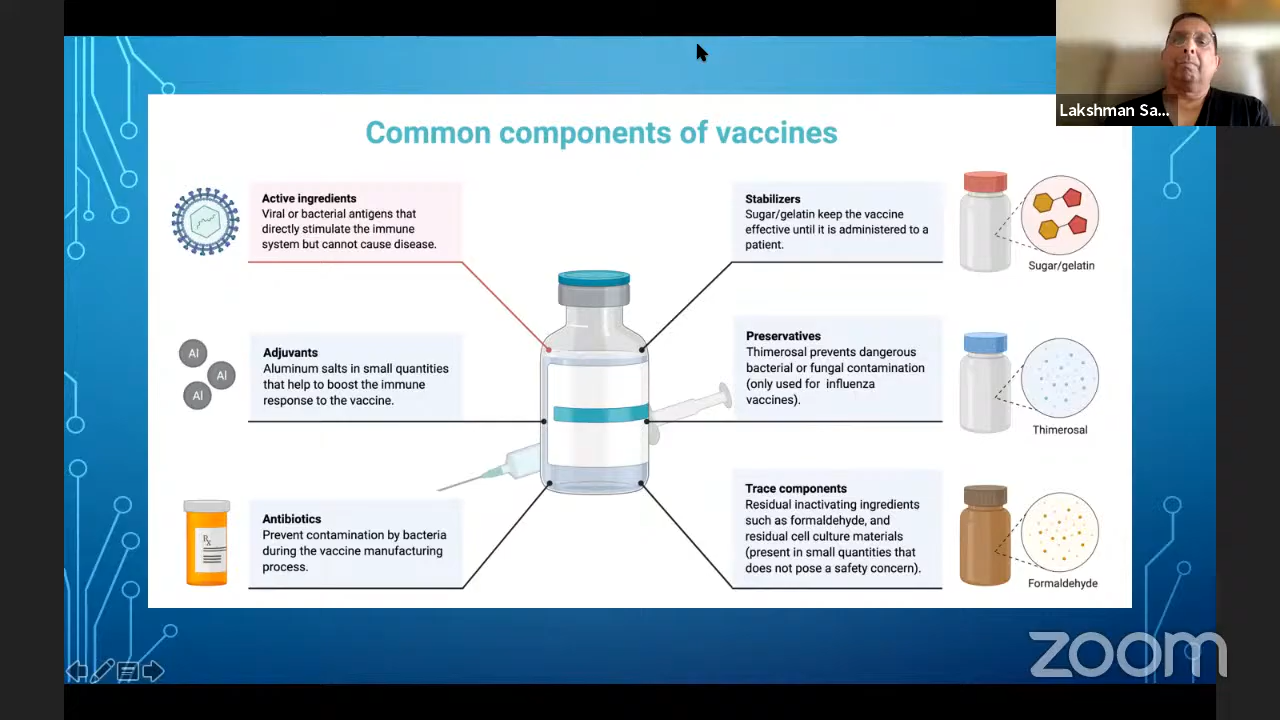 Lakshman Sa...
Common components of vaccines
Active ingredients
Viral or bacterial antigens that
directly stimulate the immune
system but cannot cause disease.
Stabilizers
Sugar/gelatin keep the vaccine
effective until it is administered to a
patient.
Sugar/gelatin
Adjuvants
Aluminum salts in small quantities
that help to boost the immune
response to the vaccine.
Al
Al
Al
Preservatives
Thimerosal prevents dangerous
bacterial or fungal contamination
(only used for influenza
vaccines).
Thimerosal
Antibiotics
Prevent contamination by bacteria
during the vaccine manufacturing
process.
Rx
Trace components
Residual inactivating ingredients
such as formaldehyde, and
residual cell culture materials
(present in small quantities that
does not pose a safety concern).
Formaldehyde
zoom